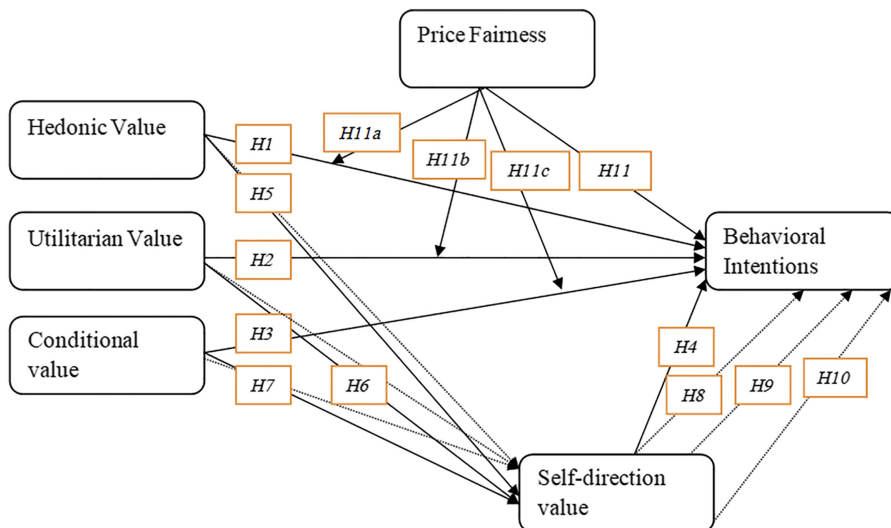 Price Fairness
Hedonic Value
H1
H11a
H11b
H11c
H11
H5
Utilitarian Value
H2
Behavioral
Intentions
Conditional
value
H3
H7
H6
H4
H8
H9
H10
Self-direction
value